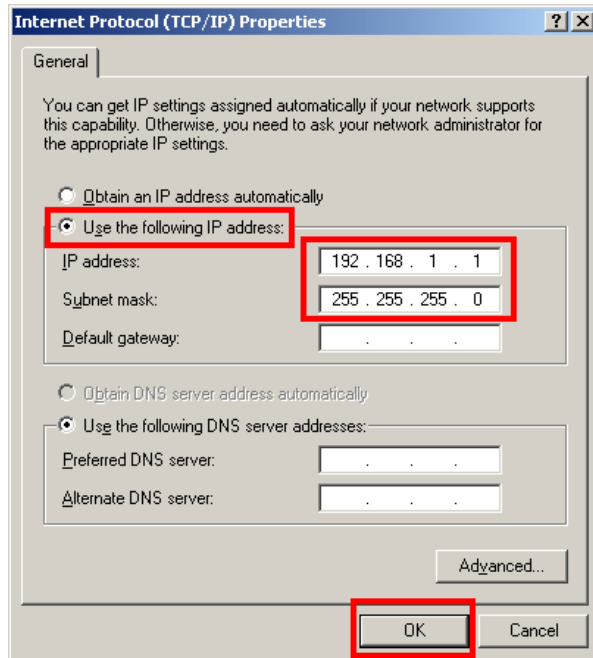 Internet Protocol (TCP/IP) Properties
General
You can get IP settings assigned automatically if your network supports
this capability. Otherwise, you need to ask your network administrator for
the appropriate IP settings.
Obtain an IP address automatically
Use the following IP address:
IP address: 192 . 168 . 1 . 1
Subnet mask: 255 . 255 . 255 . 0
Default gateway: . . .
Obtain DNS server address automatically
Use the following DNS server addresses:
Preferred DNS server: . . .
Alternate DNS server: . . .
Advanced...
OK Cancel